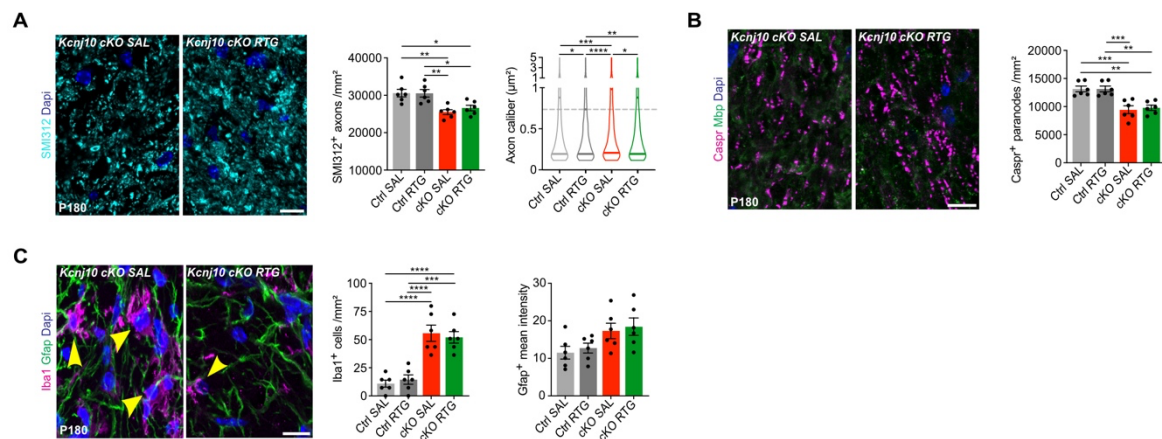 A
Kcnj10 cKO SAL
Kcnj10 cKO RTG
SMI312 Dapi
P180
SMI312+ axons/mm²
40000
30000
20000
10000
*
**
*
**
Ctrl SAL
Ctrl RTG
cKO SAL
cKO RTG
Axon caliber (µm²)
5
4
3
2
1
1
0.5
0
**
***
*
****
*
Ctrl SAL
Ctrl RTG
cKO SAL
cKO RTG
B
Kcnj10 cKO SAL
Kcnj10 cKO RTG
Caspr Mbp Dapi
P180
Caspr+ paranodes /mm²
20000
15000
10000
5000
0
***
**
***
**
Ctrl SAL
Ctrl RTG
cKO SAL
cKO RTG
C
Kcnj10 cKO SAL
Kcnj10 cKO RTG
Iba1 Gfap Dapi
P180
Iba1+ cells /mm²
100
75
50
25
0
****
***
****
****
Ctrl SAL
Ctrl RTG
cKO SAL
cKO RTG
Gfap+ mean intensity
40
30
20
10
0
Ctrl SAL
Ctrl RTG
cKO SAL
cKO RTG